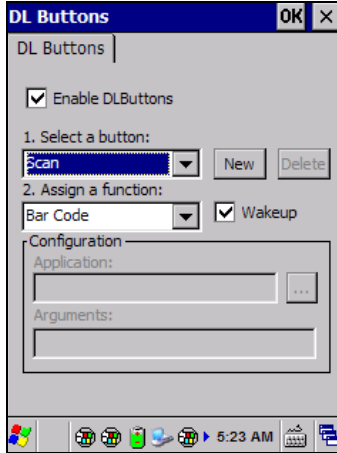 DL Buttons OK ×
DL Buttons
Enable DLButtons
1. Select a button:
Scan New Delete
2. Assign a function:
Bar Code Wakeup
Configuration
Application:
...
Arguments:
5:23 AM